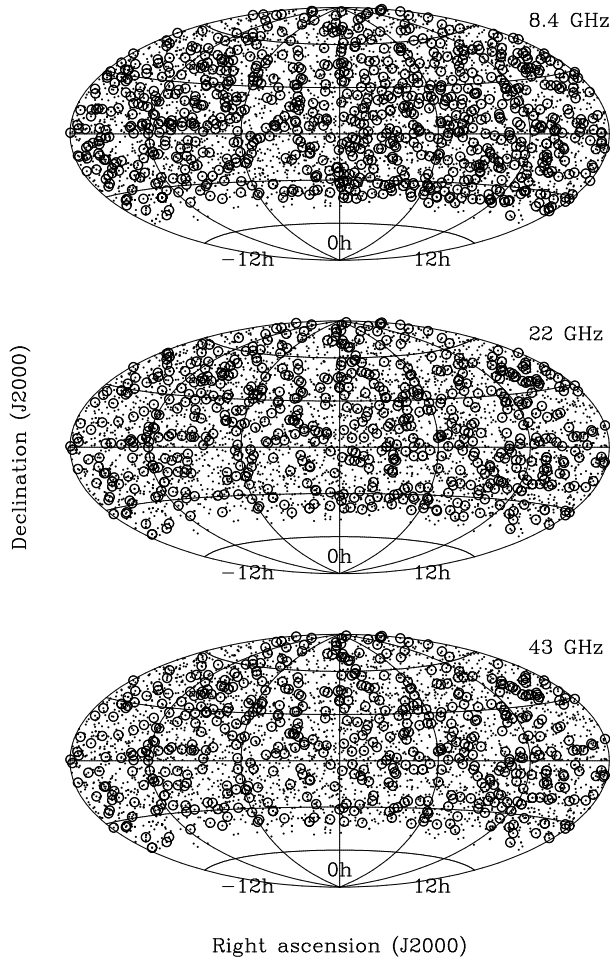 8.4 GHz
0h
−12h 12h
22 GHz
0h
−12h 12h
43 GHz
0h
−12h 12h
Declination (J2000)
Right ascension (J2000)